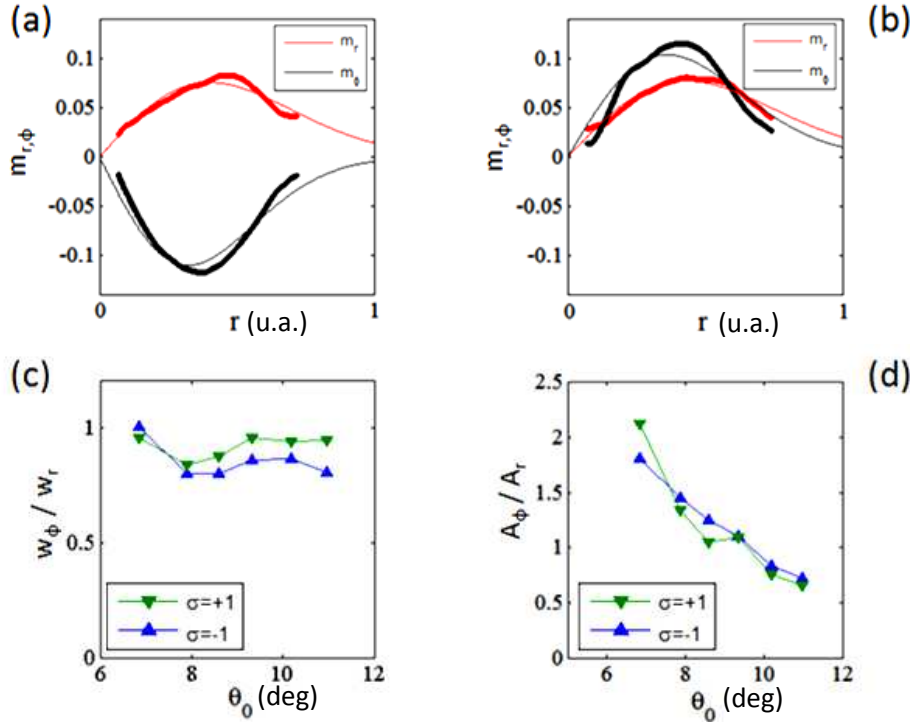 (a)
0.1
0.05
0
-0.05
-0.1
m_r,ϕ
m_r
m_ϕ
0
r (u.a.)
1
(b)
0.1
0.05
0
-0.05
-0.1
m_r,ϕ
m_r
m_ϕ
0
r (u.a.)
1
(c)
1
0.5
0
w_ϕ / w_r
σ=+1
σ=-1
6
8
10
12
θ_0 (deg)
(d)
2.5
2
1.5
1
0.5
0
A_ϕ / A_r
σ=+1
σ=-1
6
8
10
12
θ_0 (deg)